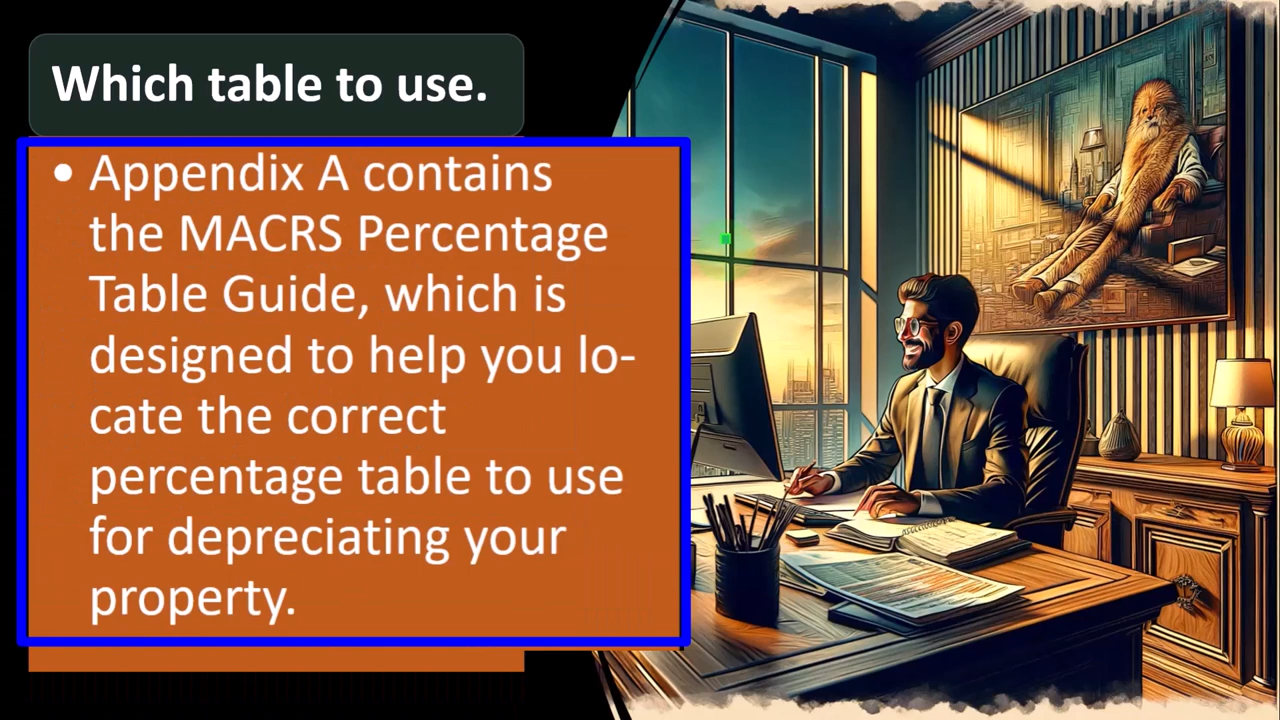 Which table to use.
• Appendix A contains
the MACRS Percentage
Table Guide, which is
designed to help you lo-
cate the correct
percentage table to use
for depreciating your
property.